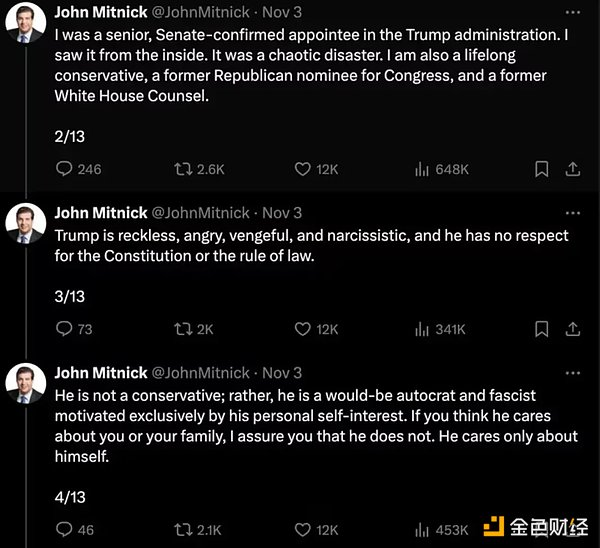 John Mitnick @JohnMitnick · Nov 3
I was a senior, Senate-confirmed appointee in the Trump administration. I
saw it from the inside. It was a chaotic disaster. I am also a lifelong
conservative, a former Republican nominee for Congress, and a former
White House Counsel.
2/13
246 2.6K 12K 648K
John Mitnick @JohnMitnick · Nov 3
Trump is reckless, angry, vengeful, and narcissistic, and he has no respect
for the Constitution or the rule of law.
3/13
73 2K 12K 341K
John Mitnick @JohnMitnick · Nov 3
He is not a conservative; rather, he is a would-be autocrat and fascist
motivated exclusively by his personal self-interest. If you think he cares
about you or your family, I assure you that he does not. He cares only about
himself.
4/13
46 2.1K 12K 453K
金色财经